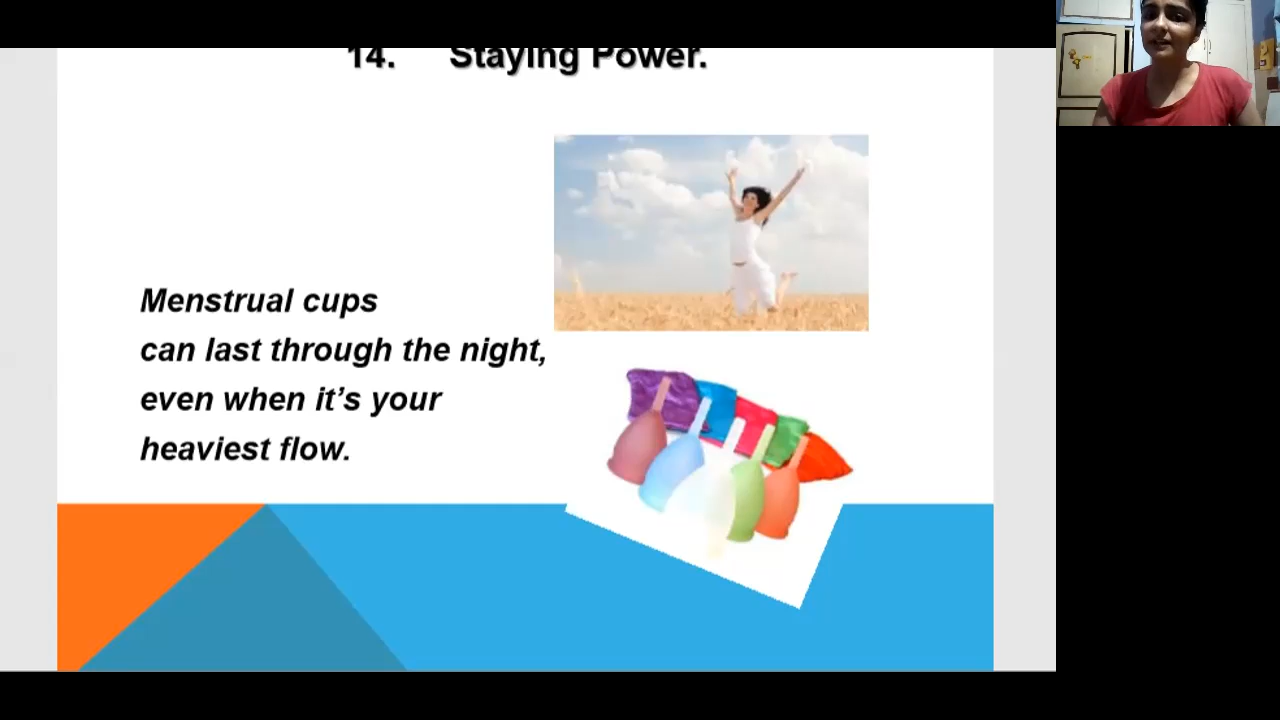 14. Staying Power.
Menstrual cups
can last through the night,
even when it’s your
heaviest flow.